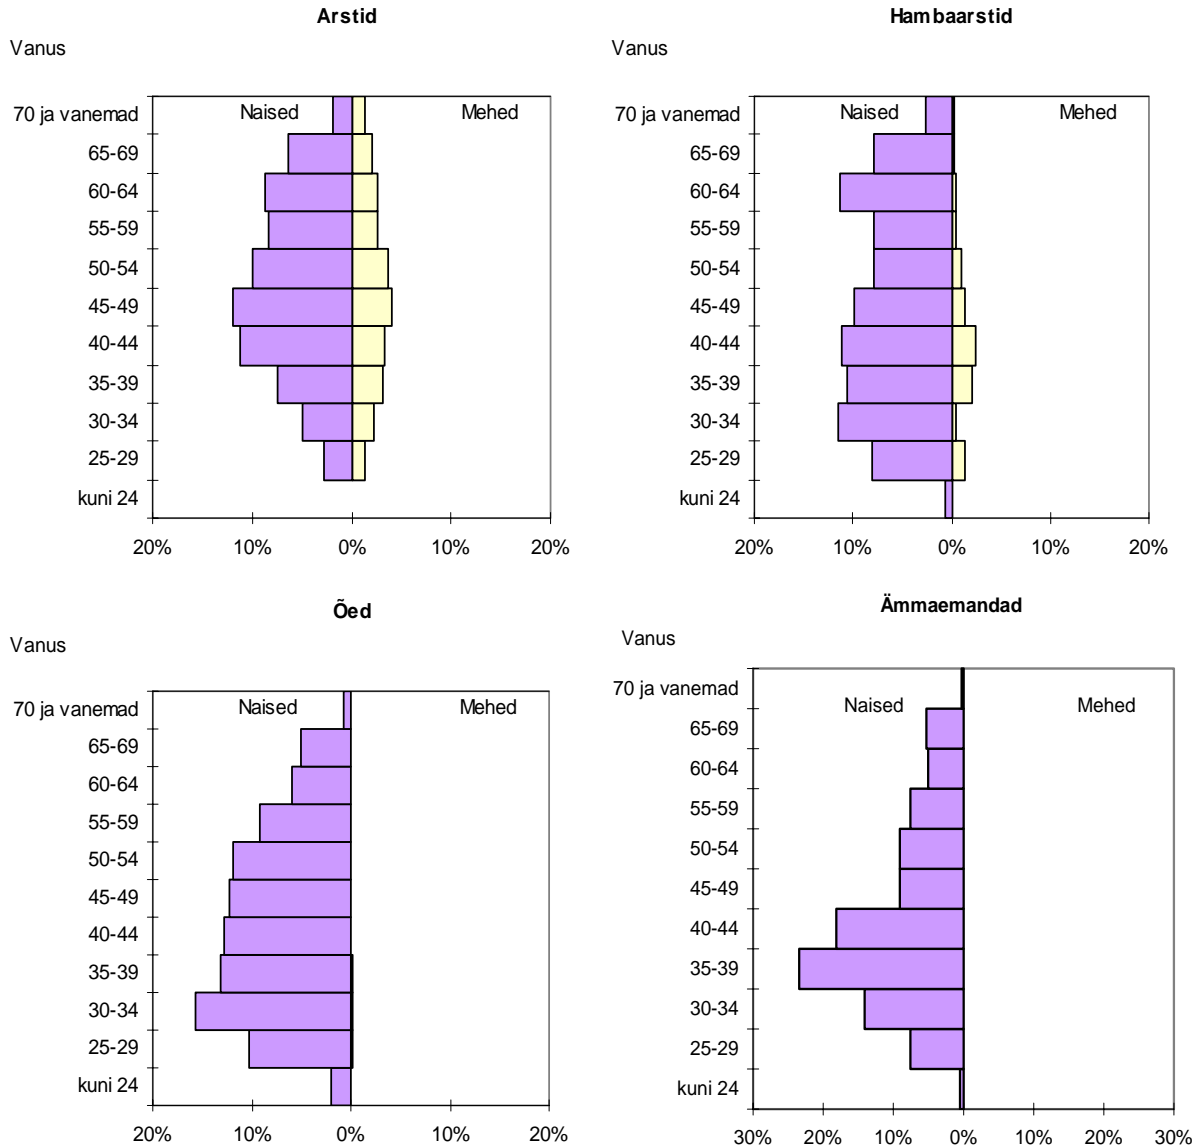 Arstid
Vanus
Naised Mehed
70 ja vanemad
65-69
60-64
55-59
50-54
45-49
40-44
35-39
30-34
25-29
kuni 24
20% 10% 0% 10% 20%
Hambaarstid
Vanus
Naised Mehed
70 ja vanemad
65-69
60-64
55-59
50-54
45-49
40-44
35-39
30-34
25-29
kuni 24
20% 10% 0% 10% 20%
Õed
Vanus
Naised Mehed
70 ja vanemad
65-69
60-64
55-59
50-54
45-49
40-44
35-39
30-34
25-29
kuni 24
20% 10% 0% 10% 20%
Ämmaemandad
Vanus
70 ja vanemad
Naised Mehed
65-69
60-64
55-59
50-54
45-49
40-44
35-39
30-34
25-29
kuni 24
30% 20% 10% 0% 10% 20% 30%